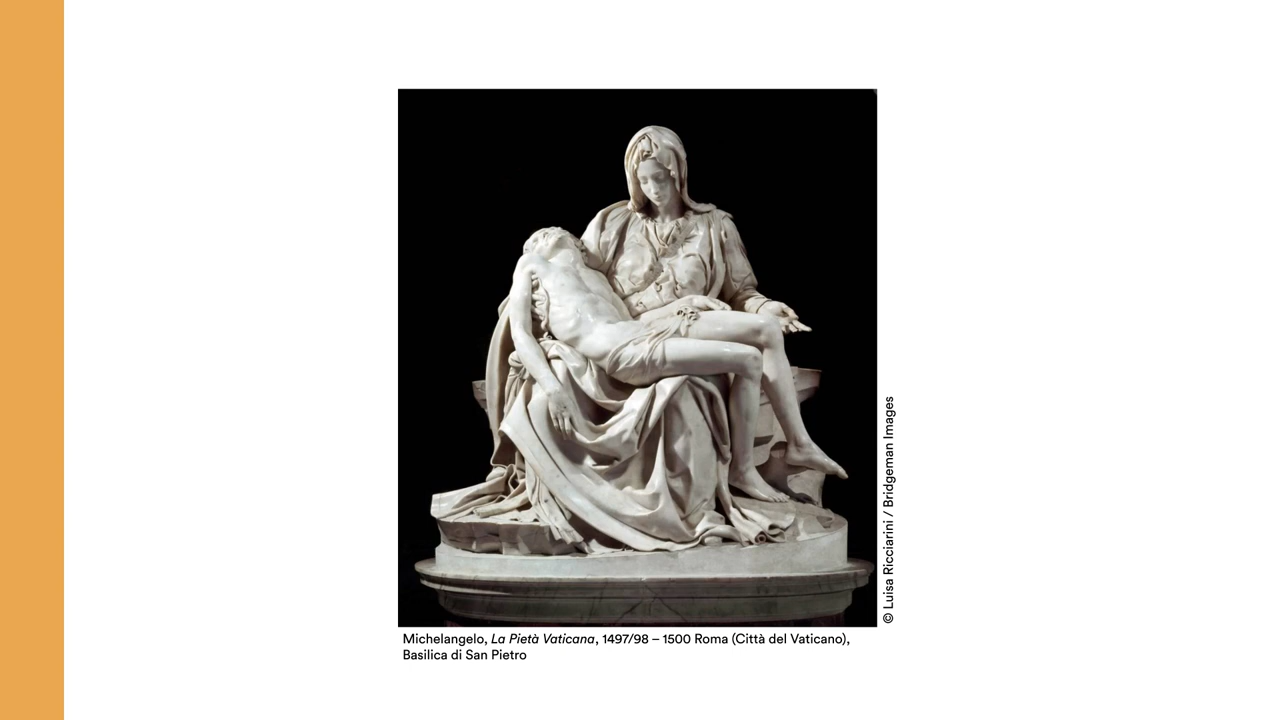 © Luisa Ricciarini / Bridgeman Images
Michelangelo, La Pietà Vaticana, 1497/98 – 1500 Roma (Città del Vaticano),
Basilica di San Pietro